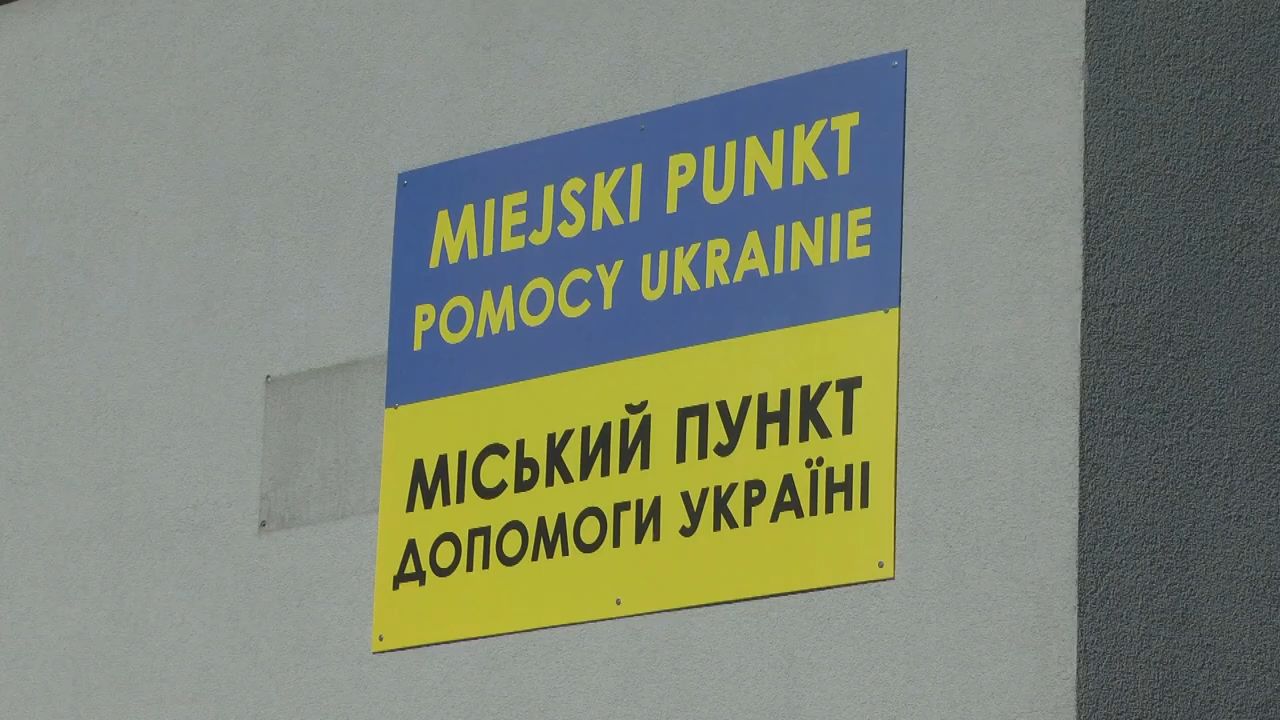 MIEJSKI PUNKT
POMOCY UKRAINIE
МІСЬКИЙ ПУНКТ
ДОПОМОГИ УКРАЇНІ